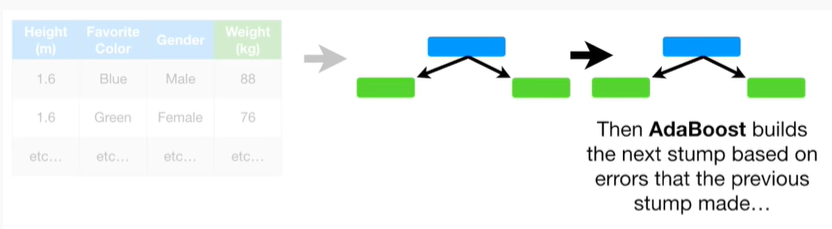 Height (m) Favorite Color Gender Weight (kg)
1.6 Blue Male 88
1.6 Green Female 76
etc... etc... etc... etc...
Then AdaBoost builds
the next stump based on
errors that the previous
stump made...